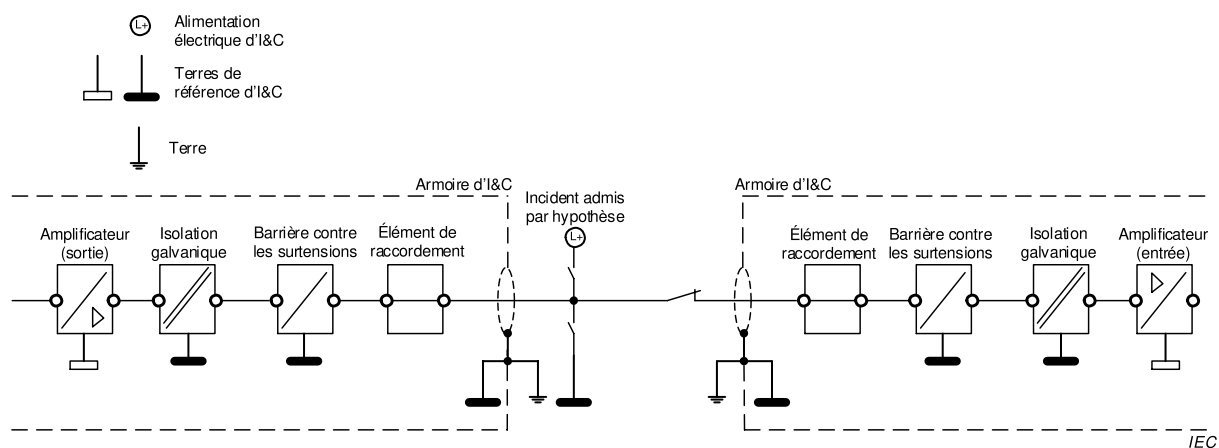 L+
Alimentation
électrique d'I&C
Terres de
référence d'I&C
Terre
Armoire d'I&C
Incident admis
par hypothèse
L+
Armoire d'I&C
Amplificateur
(sortie)
Isolation
galvanique
Barrière contre
les surtensions
Élément de
raccordement
Élément de
raccordement
Barrière contre
les surtensions
Isolation
galvanique
Amplificateur
(entrée)
IEC